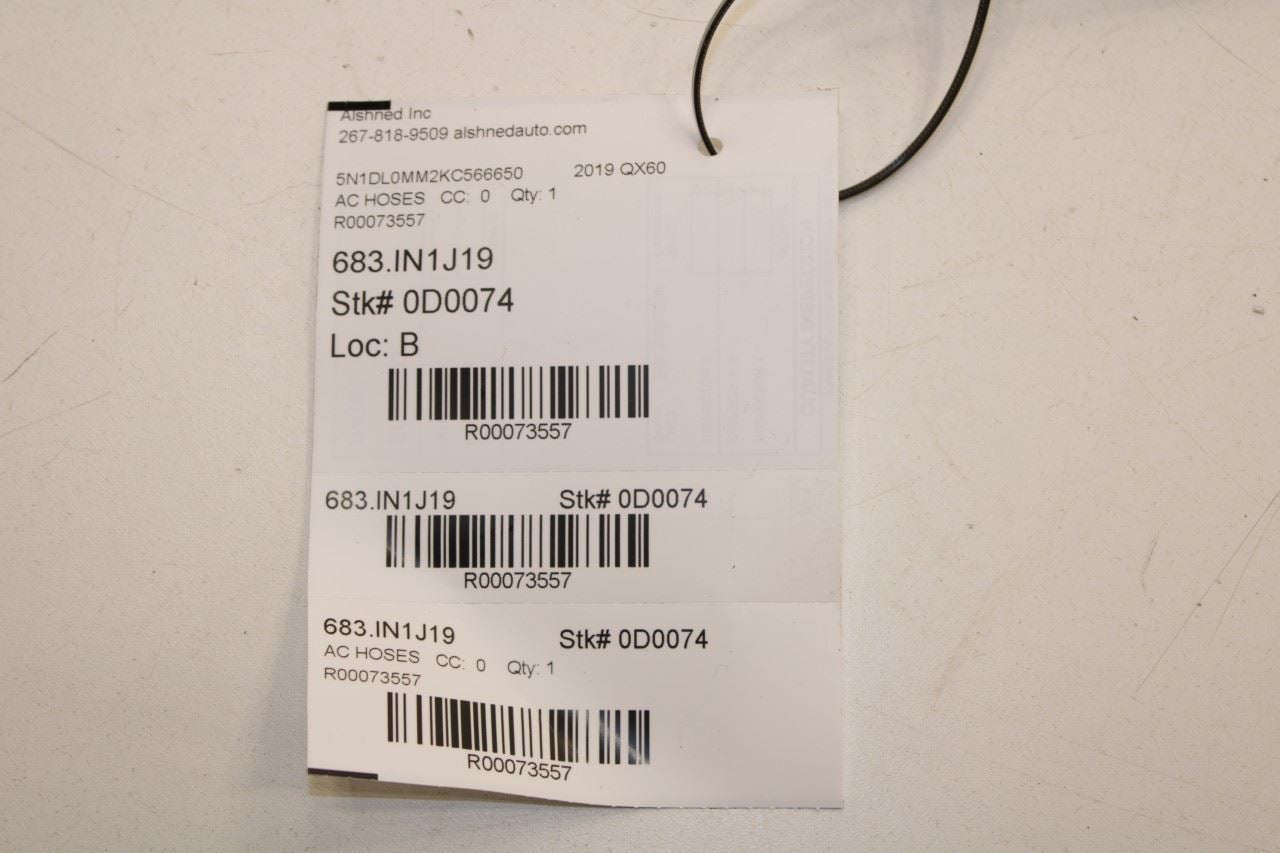 Alshned Inc
267-818-9509 alshnedauto.com
5N1DL0MM2KC566650 2019 QX60
AC HOSES CC: 0 Qty: 1
R00073557
683.IN1J19
Stk# 0D0074
Loc: B
R00073557
683.IN1J19 Stk# 0D0074
R00073557
683.IN1J19 Stk# 0D0074
AC HOSES CC: 0 Qty: 1
R00073557
R00073557